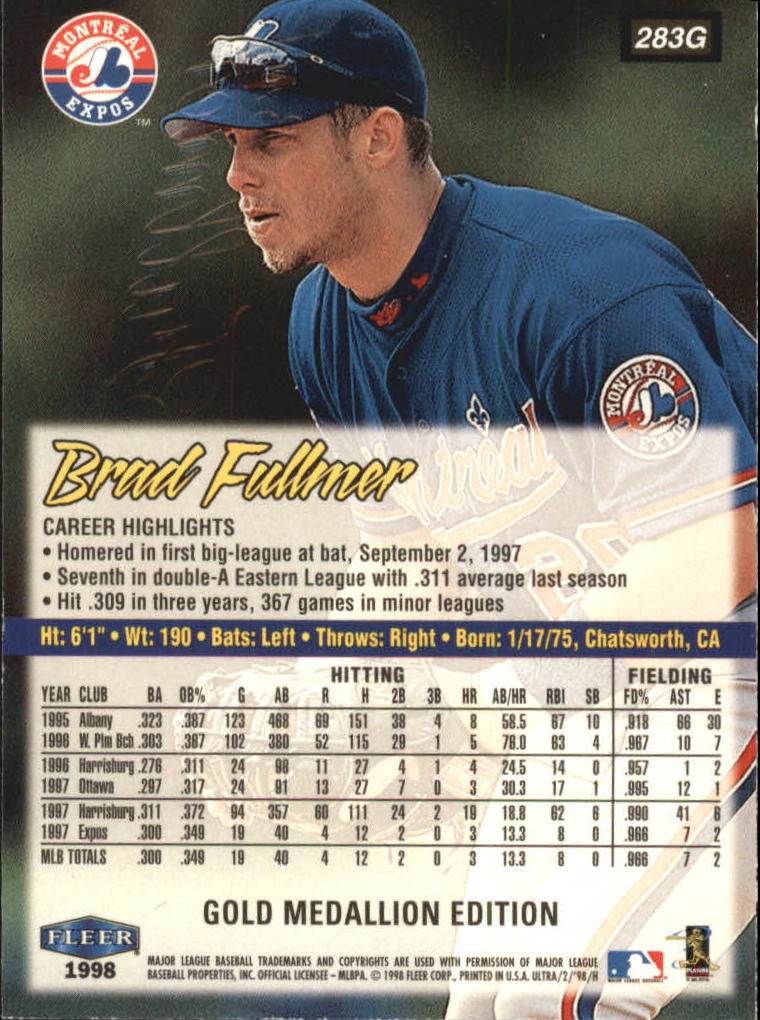 283G
MONTRÉAL
EXPOS
TM
MONTRÉAL
EXPOS
Montréal
20
Brad Fullmer
CAREER HIGHLIGHTS
• Homered in first big-league at bat, September 2, 1997
• Seventh in double-A Eastern League with .311 average last season
• Hit .309 in three years, 367 games in minor leagues
Ht: 6'1" • Wt: 190 • Bats: Left • Throws: Right • Born: 1/17/75, Chatsworth, CA
HITTING FIELDING
YEAR CLUB BA OB% G AB R H 2B 3B HR AB/HR RBI SB FD% AST E
1995 Albany .323 .387 123 468 69 151 38 4 8 58.5 67 10 .918 66 30
1996 W. Plm Bch .303 .367 102 380 52 115 29 1 5 76.0 63 4 .967 10 7
1996 Harrisburg .276 .311 24 98 11 27 4 1 4 24.5 14 0 .957 1 2
1997 Ottawa .297 .317 24 91 13 27 7 0 3 30.3 17 1 .995 12 1
1997 Harrisburg .311 .372 94 357 60 111 24 2 19 18.8 62 6 .990 41 6
1997 Expos .300 .349 19 40 4 12 2 0 3 13.3 8 0 .966 7 2
MLB TOTALS .300 .349 19 40 4 12 2 0 3 13.3 8 0 .966 7 2
GOLD MEDALLION EDITION
FLEER
1998
MAJOR LEAGUE BASEBALL TRADEMARKS AND COPYRIGHTS ARE USED WITH PERMISSION OF MAJOR LEAGUE
BASEBALL PROPERTIES, INC. OFFICIAL LICENSEE - MLBPA. © 1998 FLEER CORP., PRINTED IN U.S.A. ULTRA/2/'98/H
MAJOR LEAGUE BASEBALL
PLAYERS